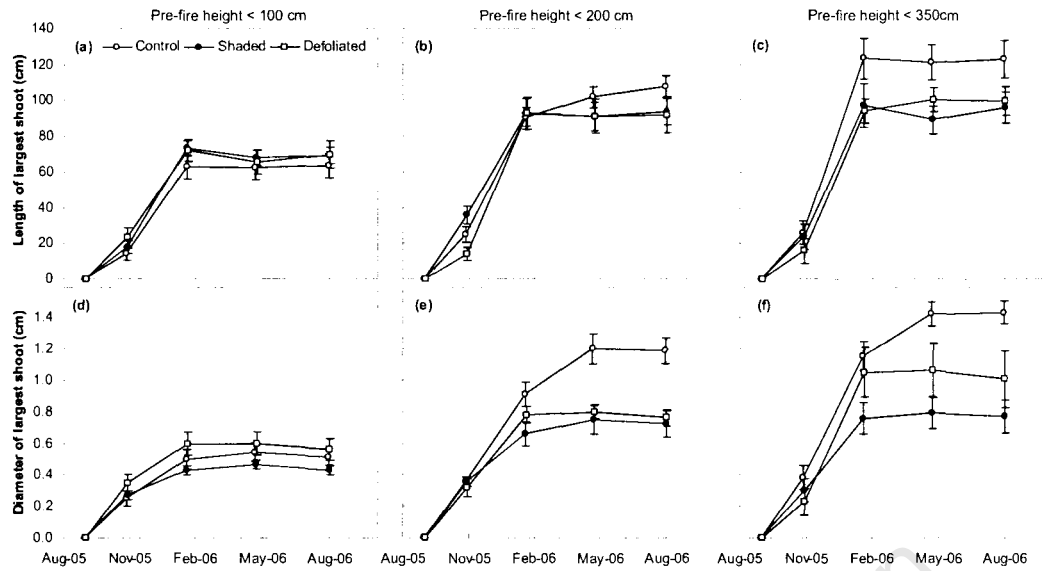 Pre-fire height < 100 cm
Pre-fire height < 200 cm
Pre-fire height < 350cm
Length of largest shoot (cm)
140
120
100
80
60
40
20
0
(a)
Control
Shaded
Defoliated
(b)
(c)
Diameter of largest shoot (cm)
1.4
1.2
1.0
0.8
0.6
0.4
0.2
0.0
(d)
(e)
(f)
Aug-05 Nov-05 Feb-06 May-06 Aug-06
Aug-05 Nov-05 Feb-06 May-06 Aug-06
Aug-05 Nov-05 Feb-06 May-06 Aug-06